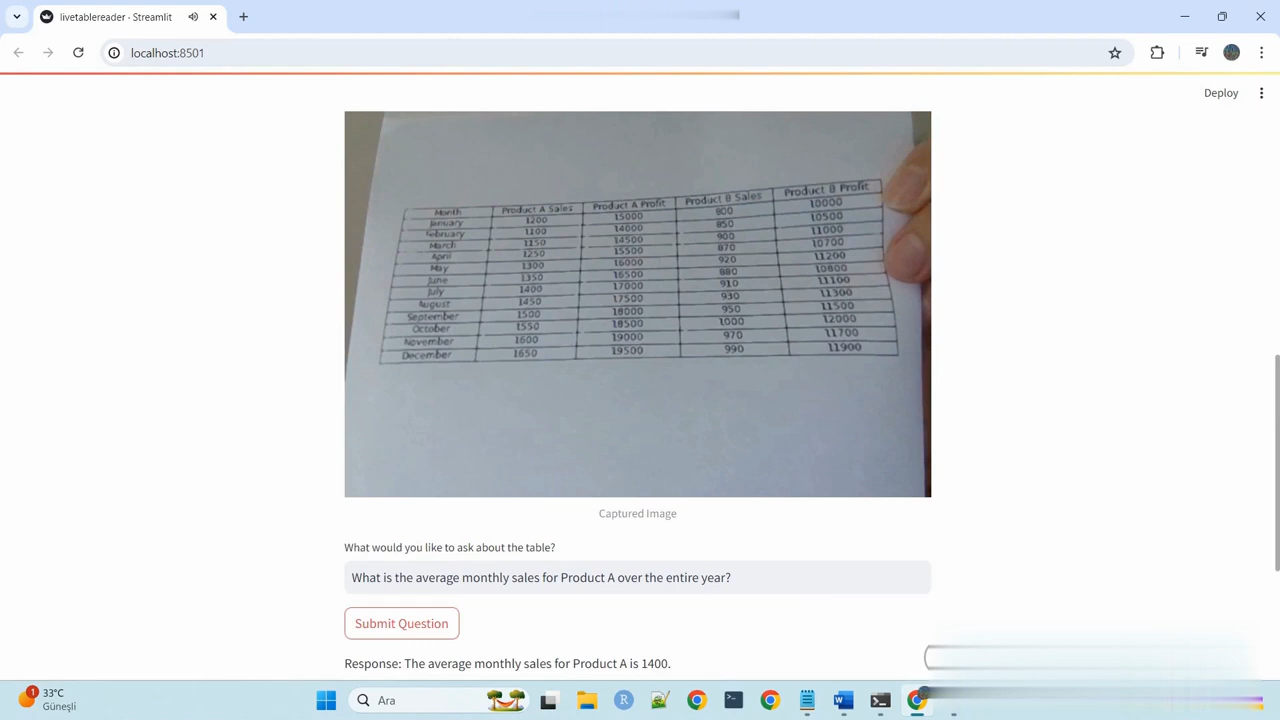 livetablereader · Streamlit
localhost:8501
Deploy
Month Product A Sales Product A Profit Product B Sales Product B Profit
January 1200 15000 800 10000
February 1100 14000 850 10500
March 1150 14500 900 11000
April 1250 15500 870 10700
May 1300 16000 920 11200
June 1350 16500 880 10800
July 1400 17000 910 11100
August 1450 17500 930 11300
September 1500 18000 950 11500
October 1550 18500 1000 12000
November 1600 19000 970 11700
December 1650 19500 990 11900
Captured Image
What would you like to ask about the table?
What is the average monthly sales for Product A over the entire year?
Submit Question
Response: The average monthly sales for Product A is 1400.
1
33°C
Güneşli
Ara
R
W